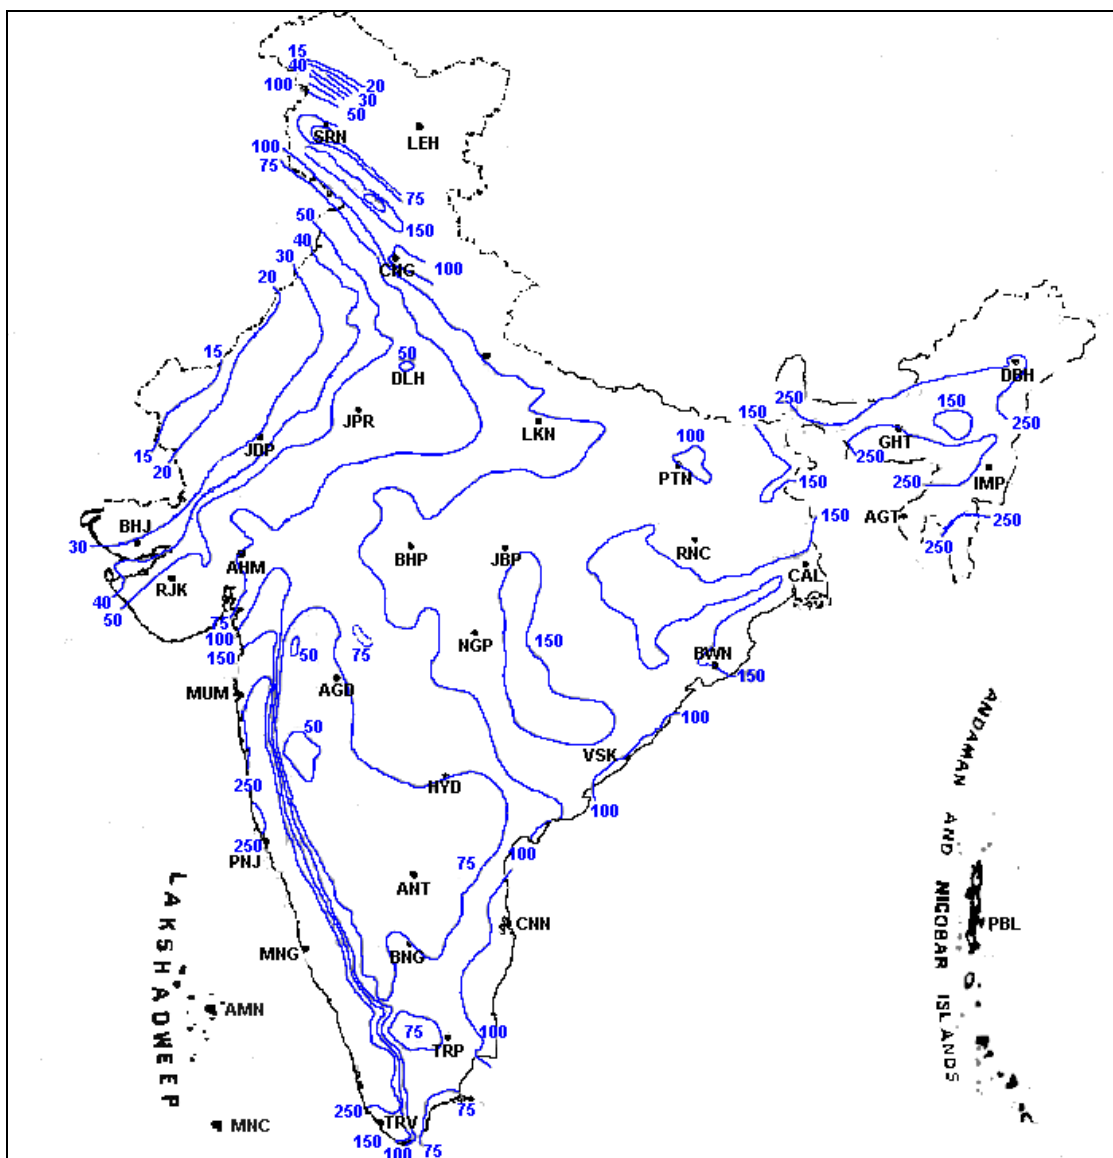 15
40
20
100
30
50
SRN
LEH
100
75
75
150
50
40
CHG
100
30
20
15
50
DLH
DBH
150
250
150
250
JPR
LKN
GHT
JDP
100
250
15
20
PTN
150
250
IMP
BHJ
150
AGT
250
30
250
AHM
BHP
JBP
RNC
CAL
RJK
40
50
75
100
150
NGP
150
50
75
BWN
150
MUM
AGD
100
50
VSK
250
HYD
100
250
PNJ
100
75
ANT
CNN
PBL
MNG
BNG
AMN
75
100
TRP
250
75
TRV
MNC
150
100
75
LAKSHADWEEP
ANDAMAN AND NICOBAR ISLANDS